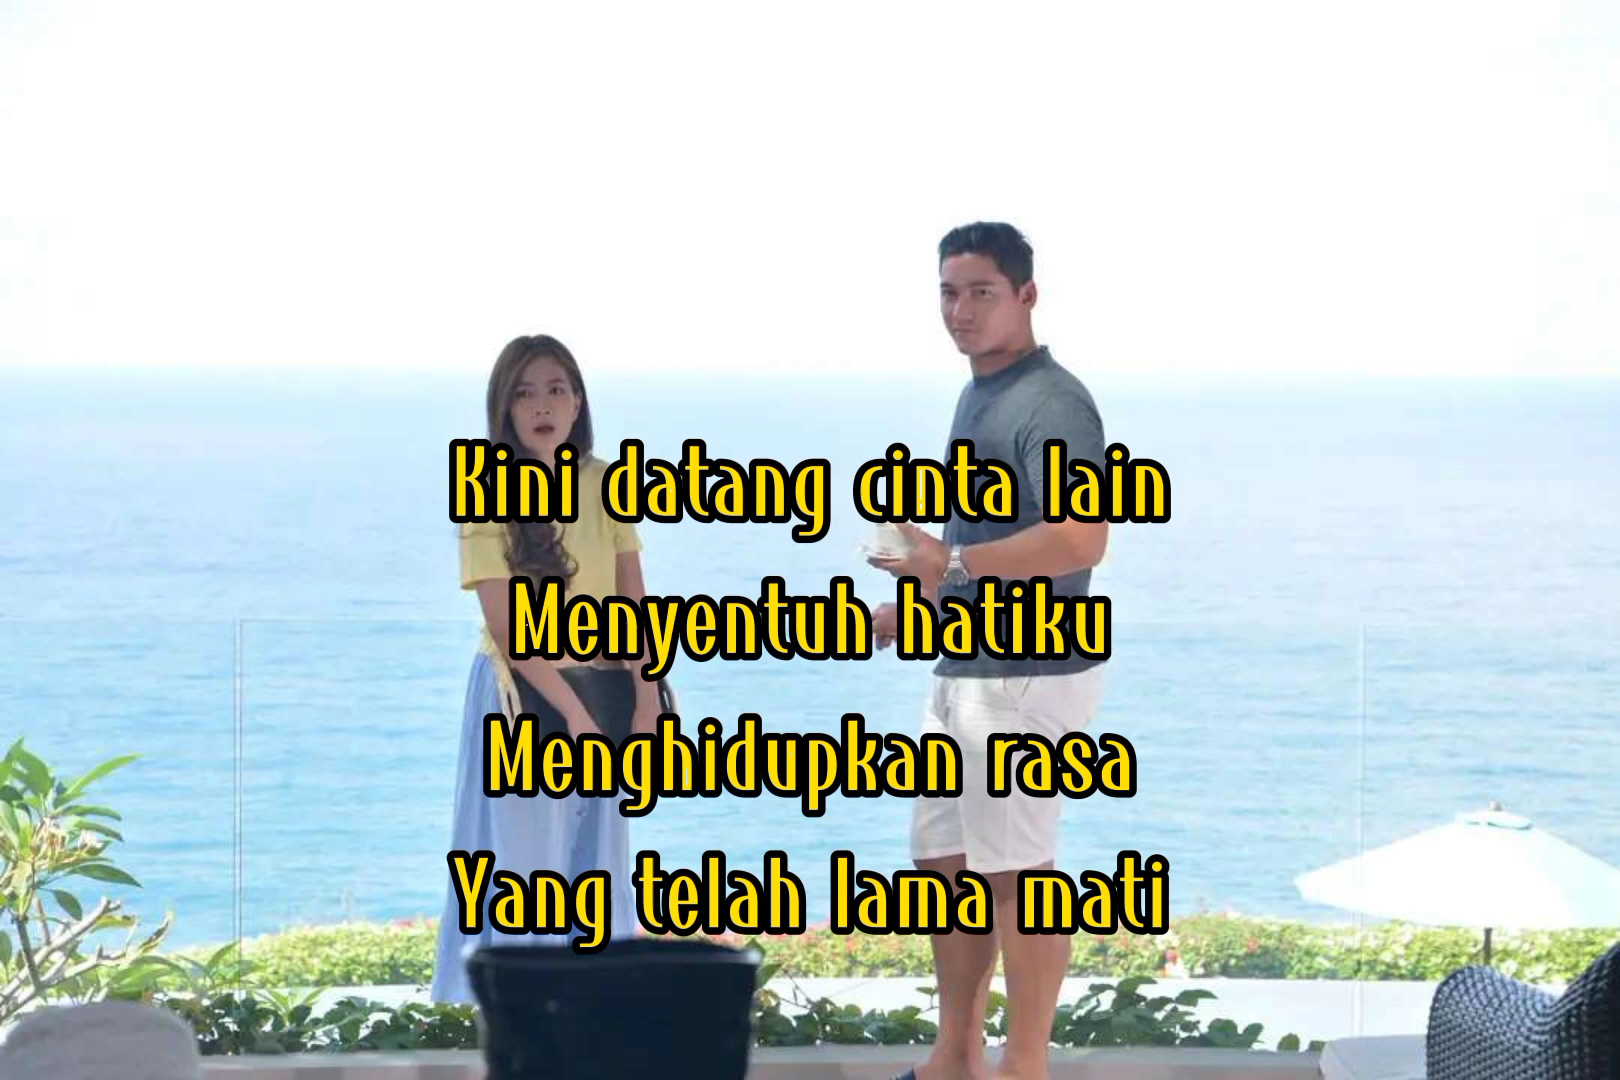 Kini datang cinta lain
Menyentuh hatiku
Menghidupkan rasa
Yang telah lama mati